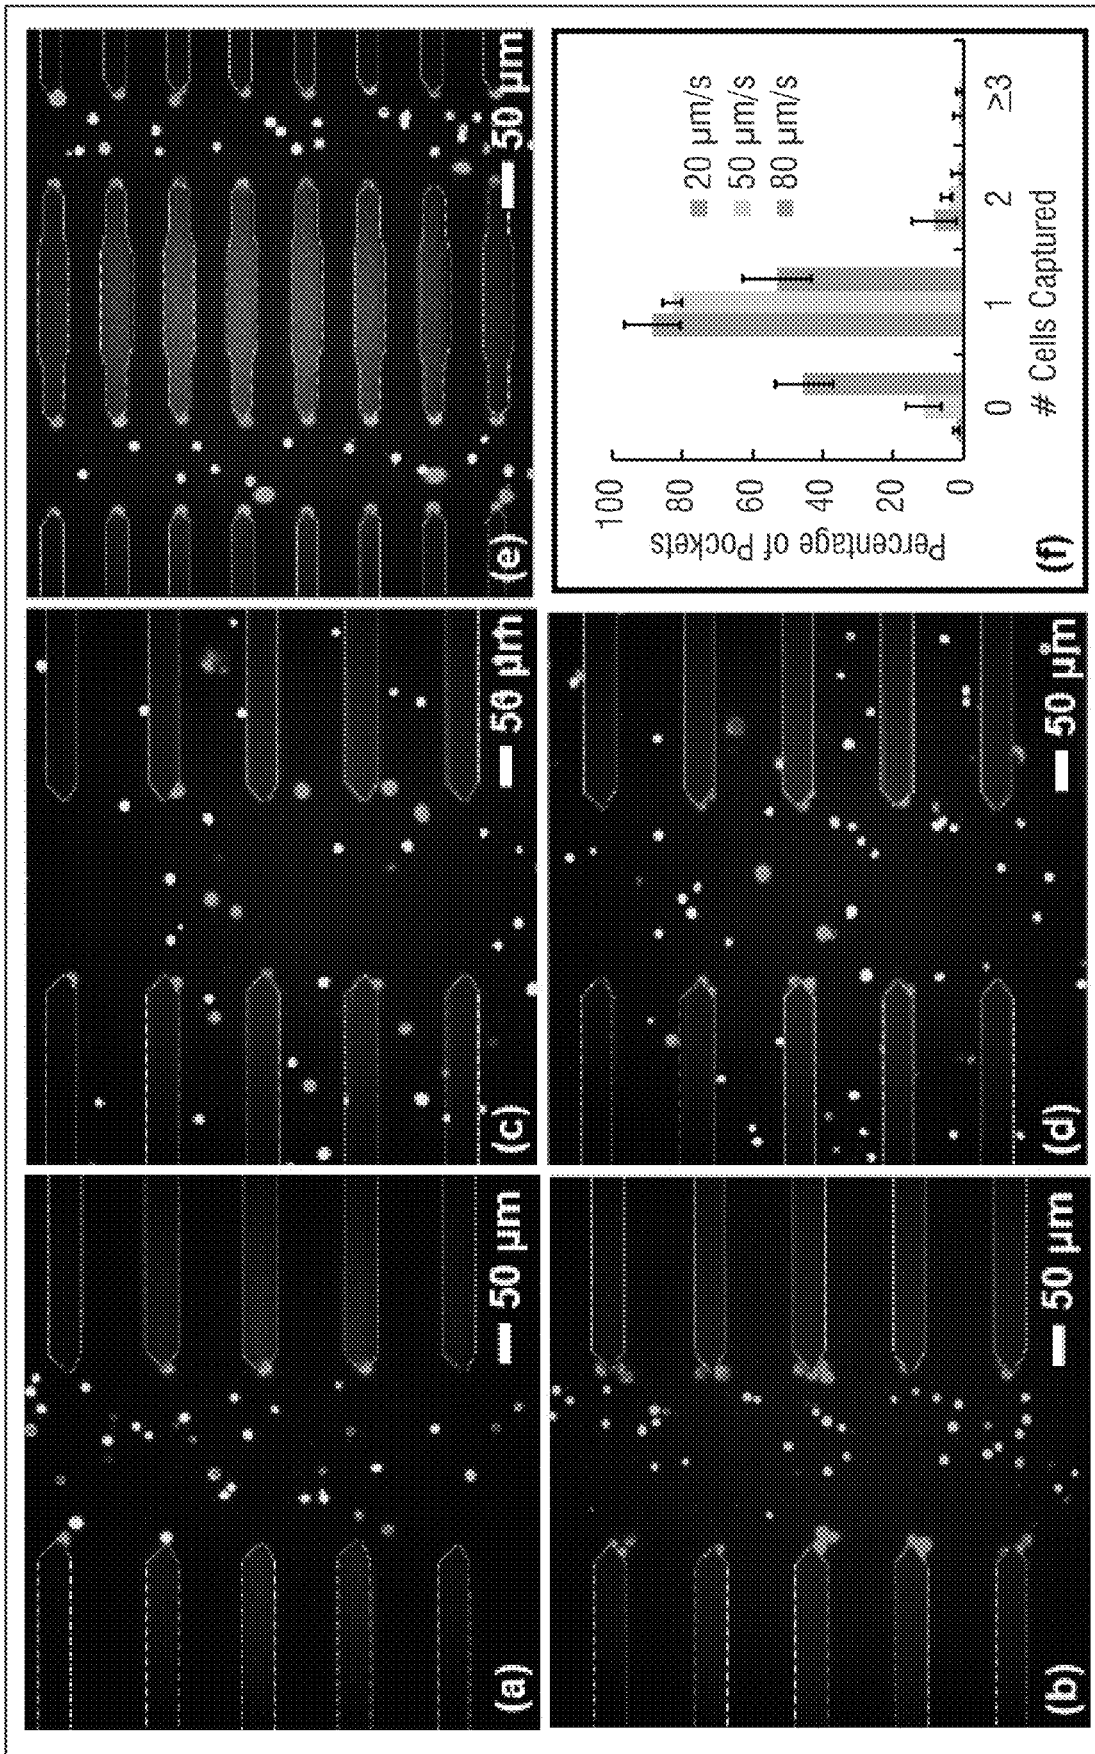 (a)
50 µm
(c)
50 µm
(e)
50 µm
(b)
50 µm
(d)
50 µm
(f)
Percentage of Pockets
100
80
60
40
20
0
20 µm/s
50 µm/s
80 µm/s
0 1 2 ≥3
# Cells Captured